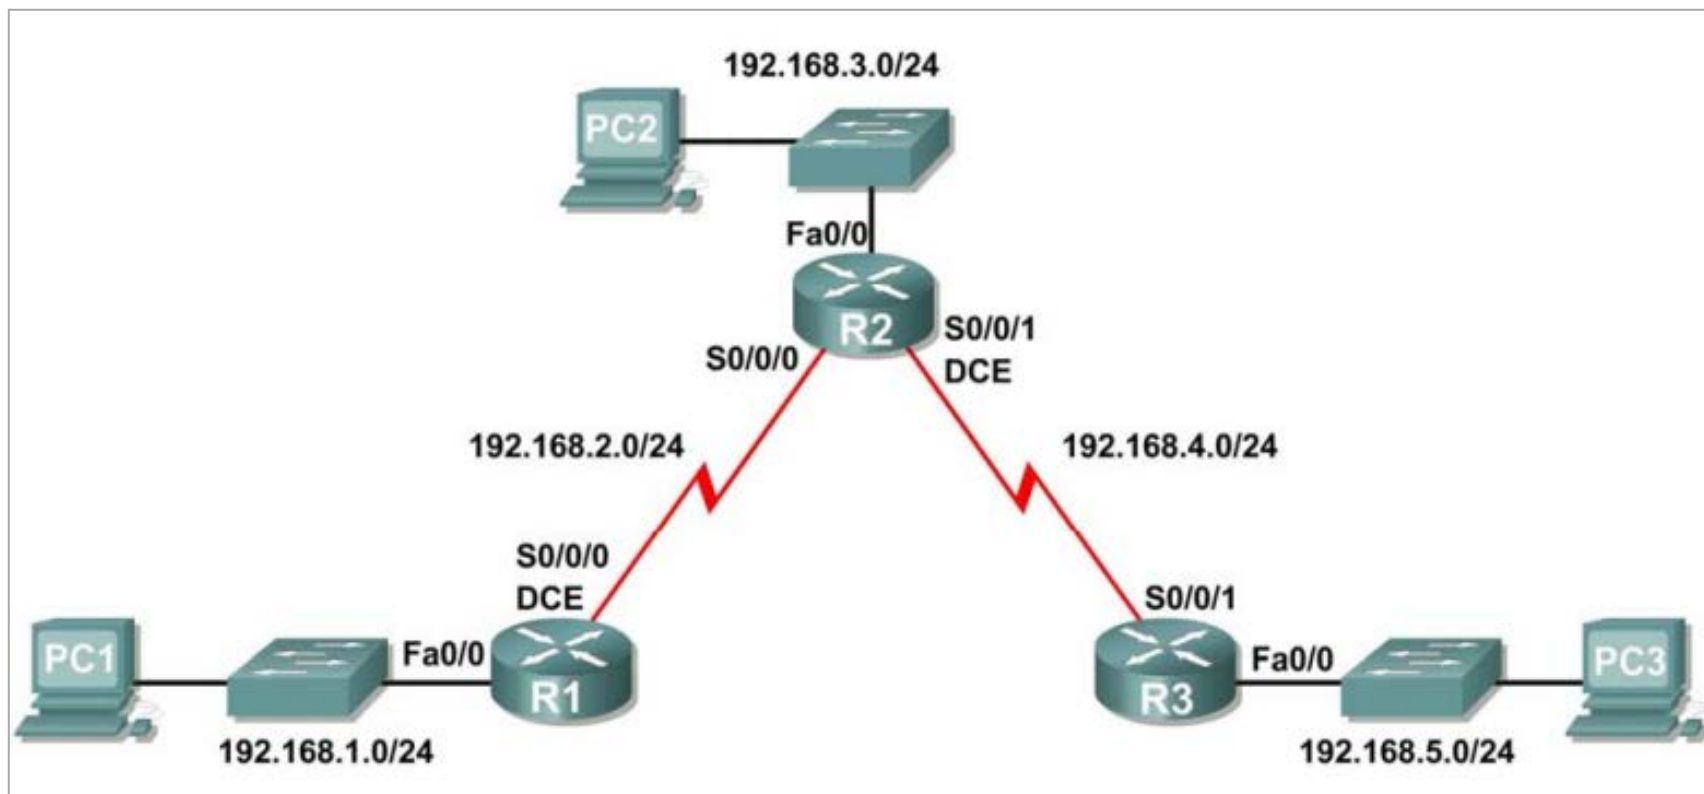 192.168.3.0/24
PC2
Fa0/0
R2
S0/0/1
DCE
S0/0/0
192.168.2.0/24
192.168.4.0/24
S0/0/0
DCE
S0/0/1
PC1
Fa0/0
R1
R3
Fa0/0
PC3
192.168.1.0/24
192.168.5.0/24